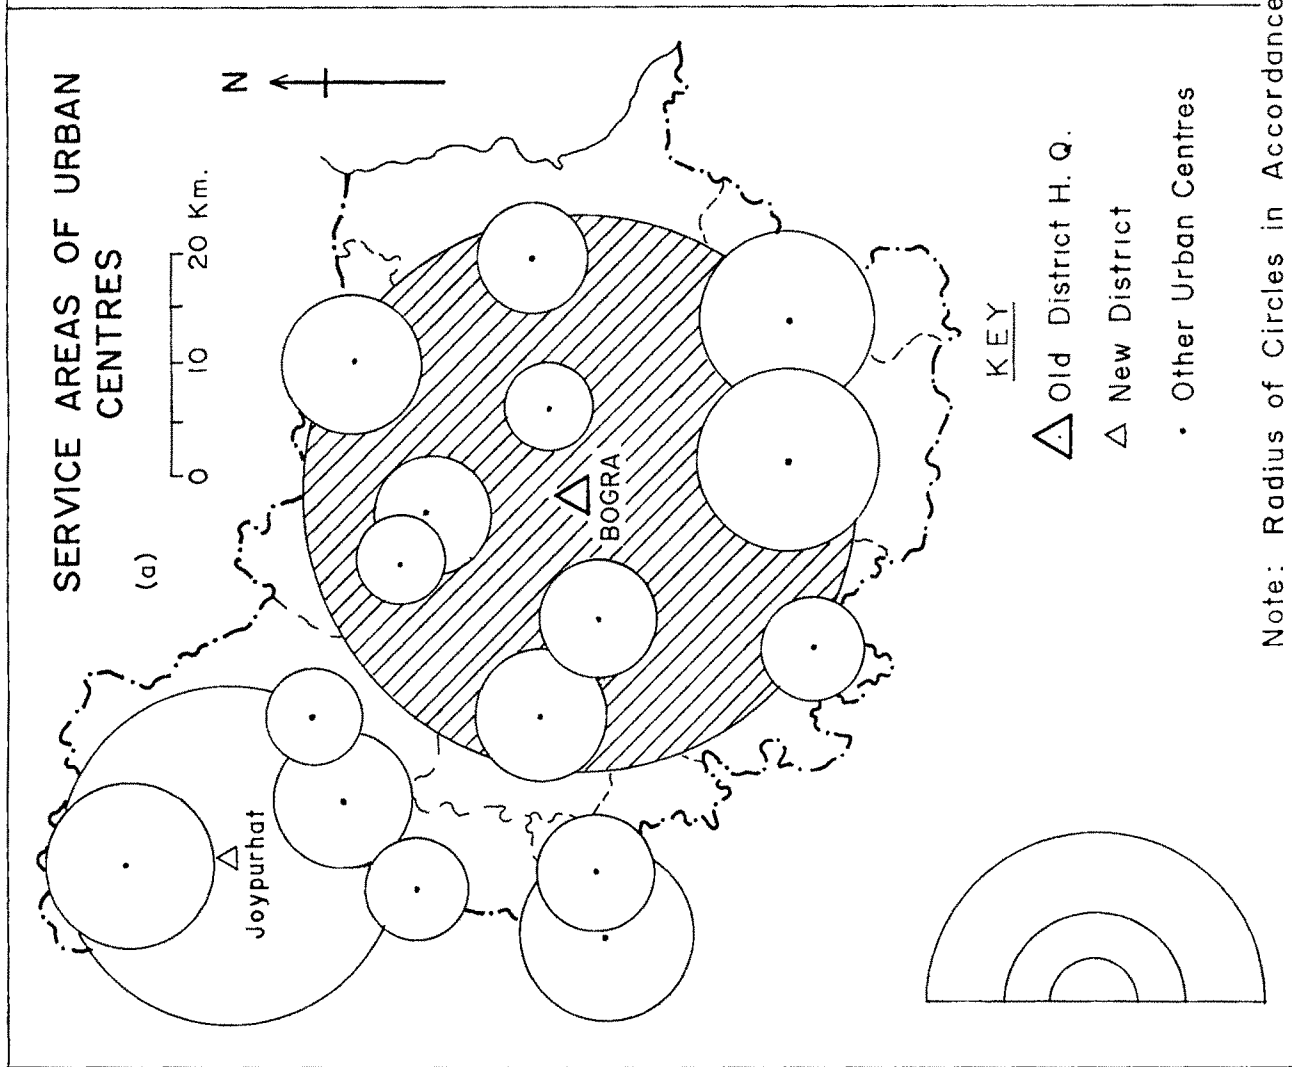 SERVICE AREAS OF URBAN
CENTRES
(a)
0 10 20 Km.
N
Joypurhat
BOGRA
KEY
Old District H. Q.
New District
Other Urban Centres
Note: Radius of Circles in Accordance